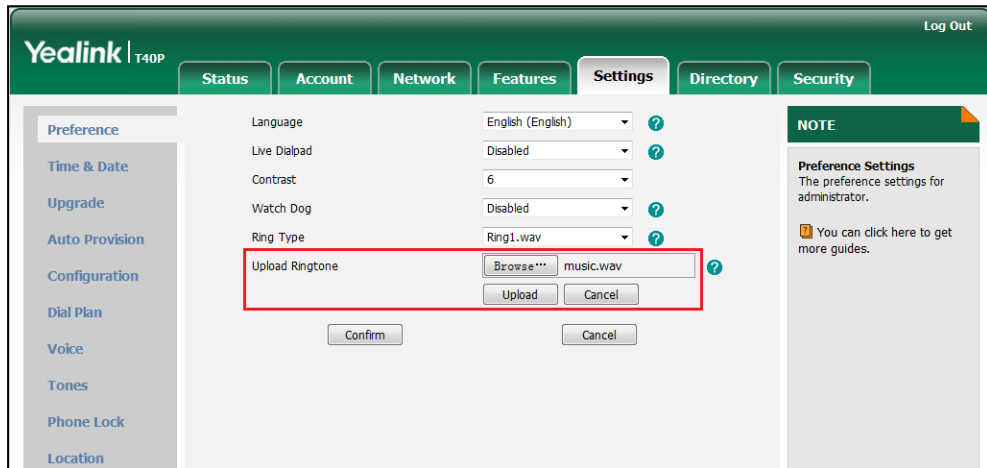 Log Out
Yealink T40P
Status Account Network Features Settings Directory Security
Preference
Time & Date
Upgrade
Auto Provision
Configuration
Dial Plan
Voice
Tones
Phone Lock
Location
Language English (English) ?
Live Dialpad Disabled ?
Contrast 6
Watch Dog Disabled ?
Ring Type Ring1.wav ?
Upload Ringtone Browse... music.wav ?
Upload Cancel
Confirm Cancel
NOTE
Preference Settings
The preference settings for
administrator.
? You can click here to get
more guides.